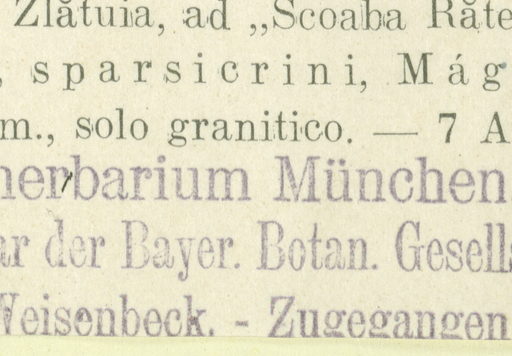 Zlătuia, ad „Scoaba Răte
, sparsicrini, Mág
m., solo granitico. — 7 A
herbarium München
ar der Bayer. Botan. Gesells
Weisenbeck. - Zugegangen